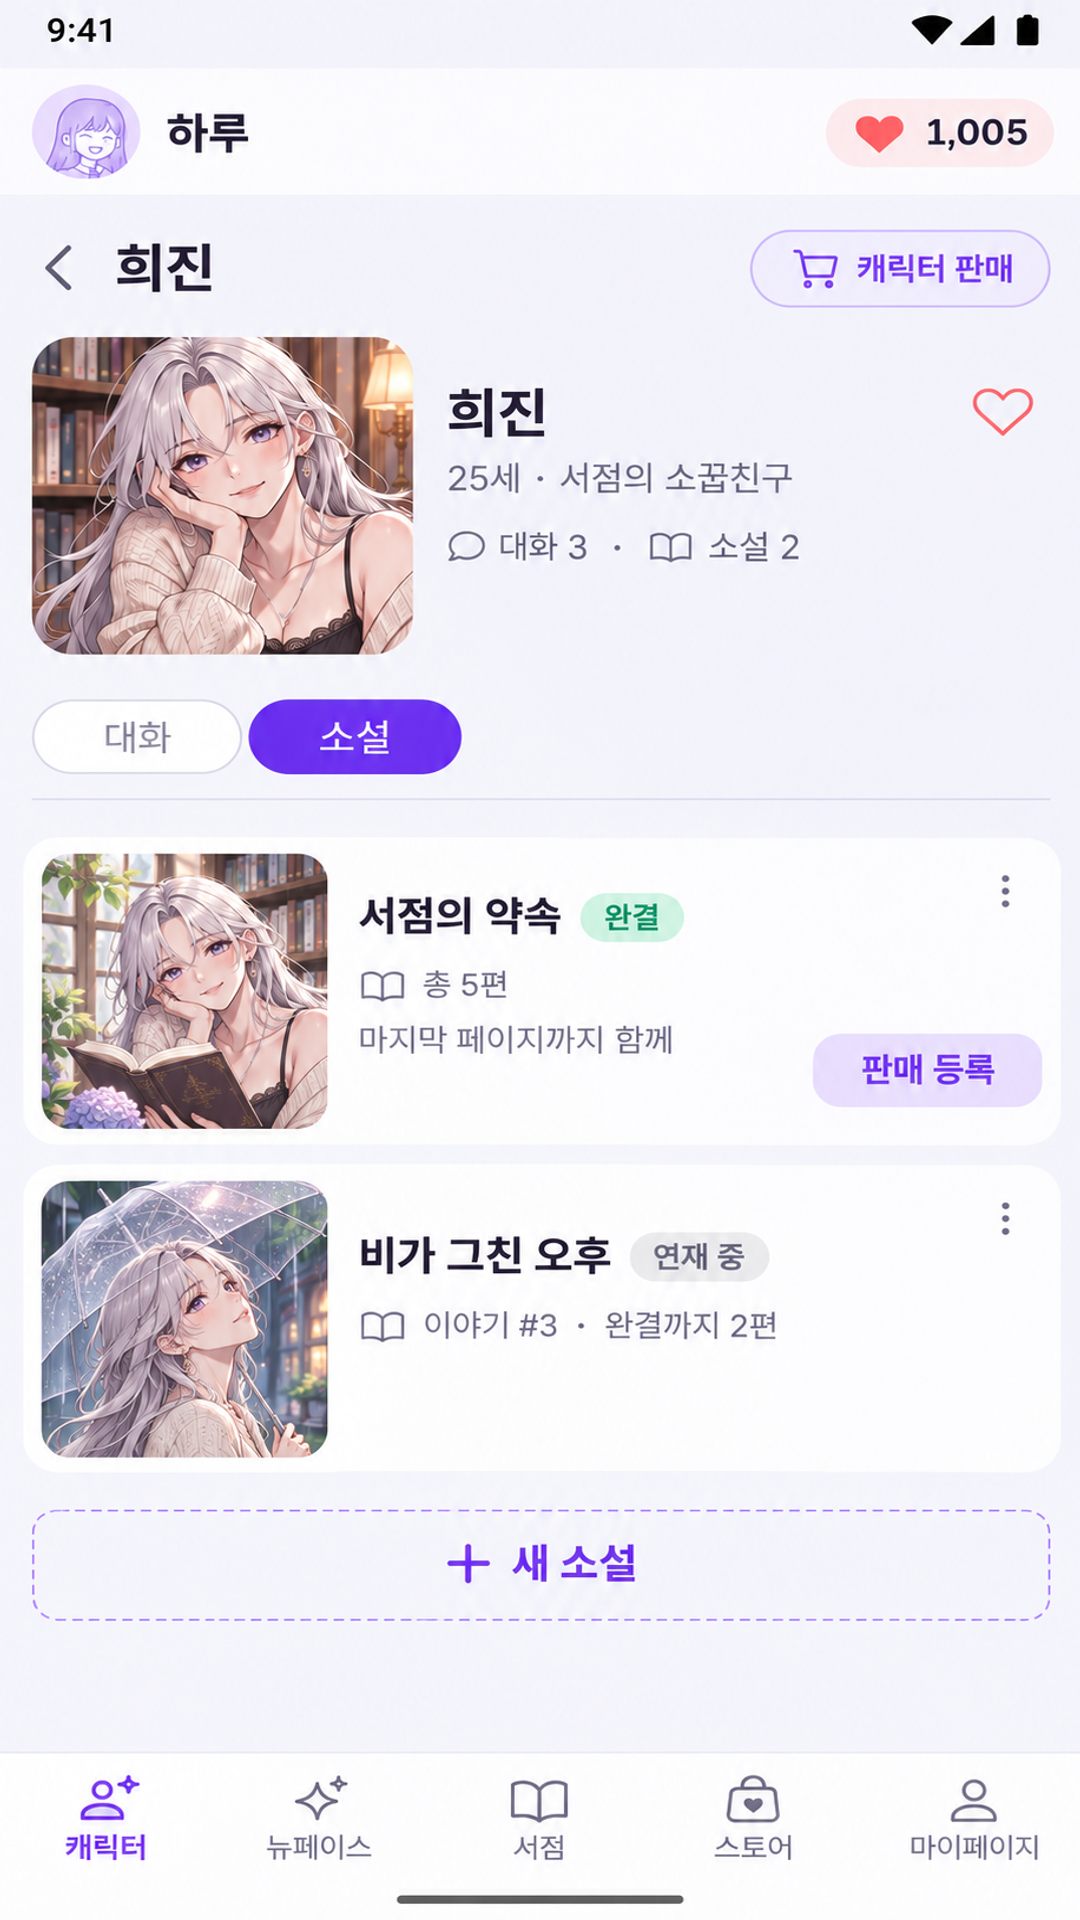 9:41
하루
1,005
희진
캐릭터 판매
희진
25세 · 서점의 소꿉친구
대화 3 · 소설 2
대화
소설
서점의 약속
완결
총 5편
마지막 페이지까지 함께
판매 등록
비가 그친 오후
연재 중
이야기 #3 · 완결까지 2편
+ 새 소설
캐릭터
뉴페이스
서점
스토어
마이페이지